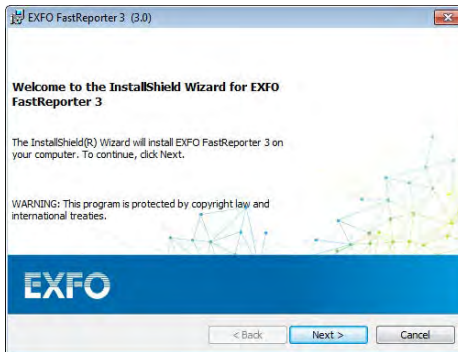 EXFO FastReporter 3 (3.0)
Welcome to the InstallShield Wizard for EXFO
FastReporter 3
The InstallShield(R) Wizard will install EXFO FastReporter 3 on
your computer. To continue, click Next.
WARNING: This program is protected by copyright law and
international treaties.
EXFO
< Back
Next >
Cancel